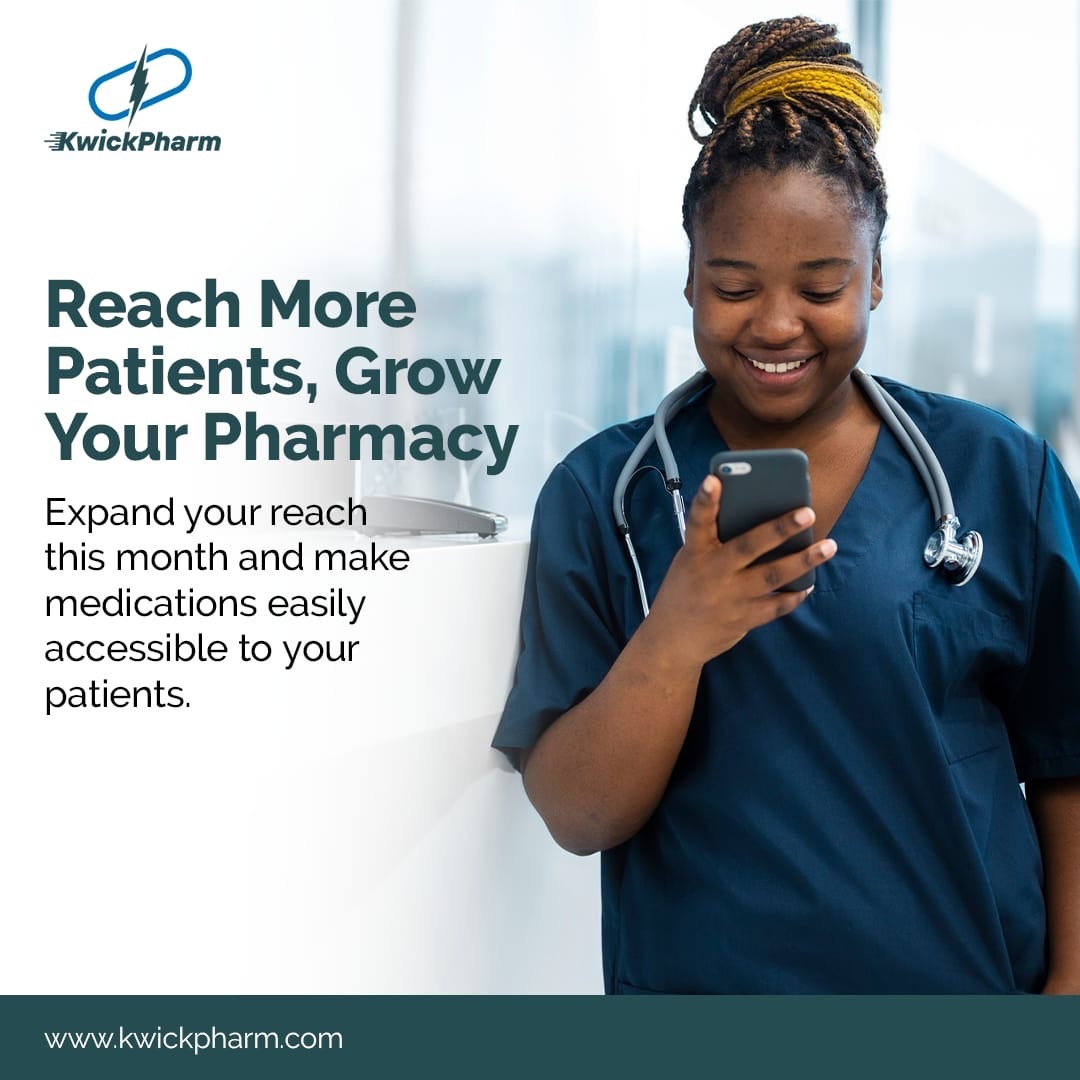 KwickPharm
Reach More
Patients, Grow
Your Pharmacy
Expand your reach
this month and make
medications easily
accessible to your
patients.
www.kwickpharm.com